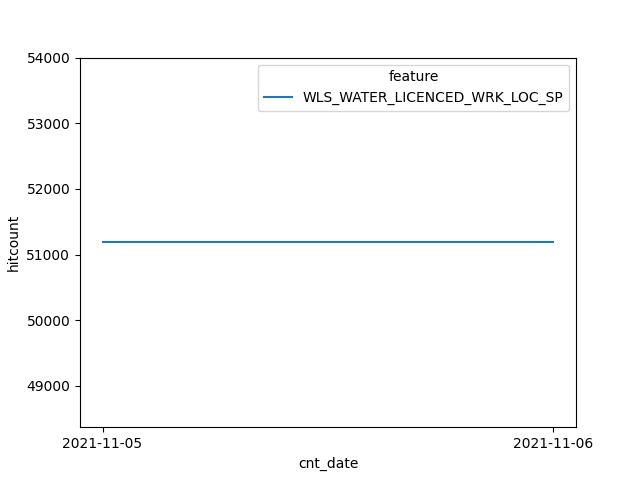 54000
53000
52000
51000
50000
49000
hitcount
feature
WLS_WATER_LICENCED_WRK_LOC_SP
2021-11-05
2021-11-06
cnt_date